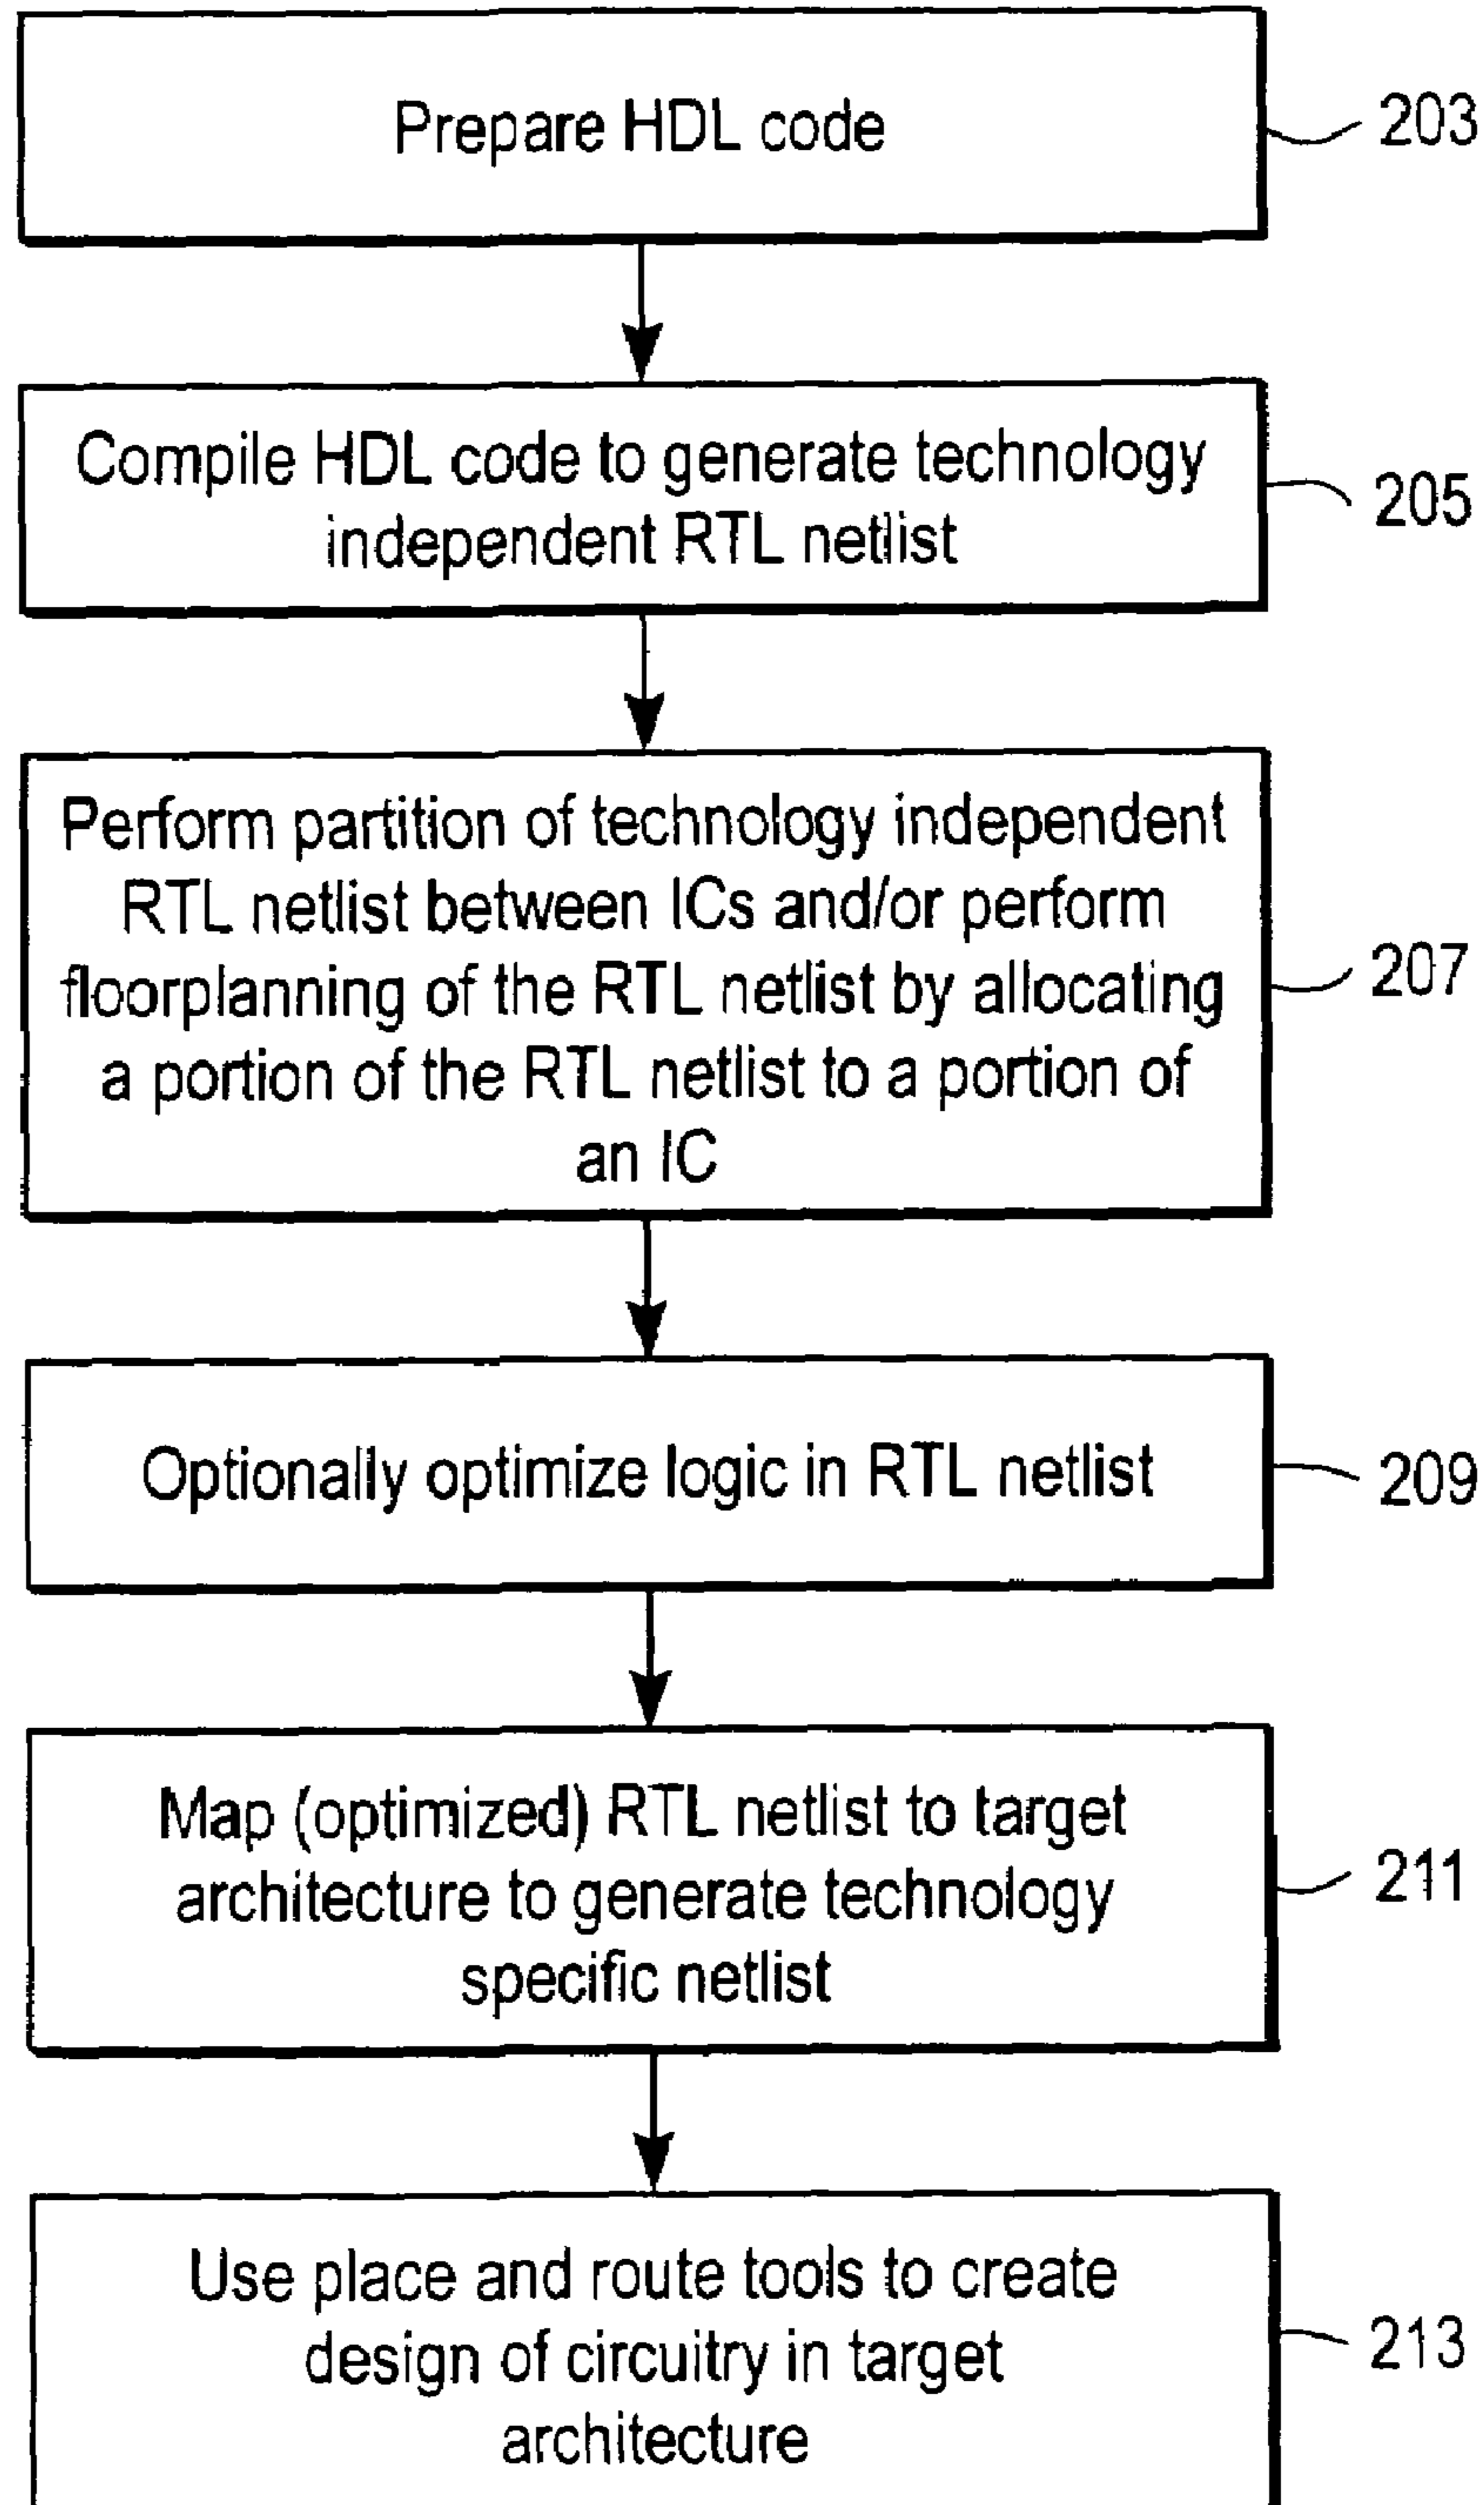 Prepare HDL code
203
Compile HDL code to generate technology
independent RTL netlist
205
Perform partition of technology independent
RTL netlist between ICs and/or perform
floorplanning of the RTL netlist by allocating
a portion of the RTL netlist to a portion of
an IC
207
Optionally optimize logic in RTL netlist
209
Map (optimized) RTL netlist to target
architecture to generate technology
specific netlist
211
Use place and route tools to create
design of circuitry in target
architecture
213